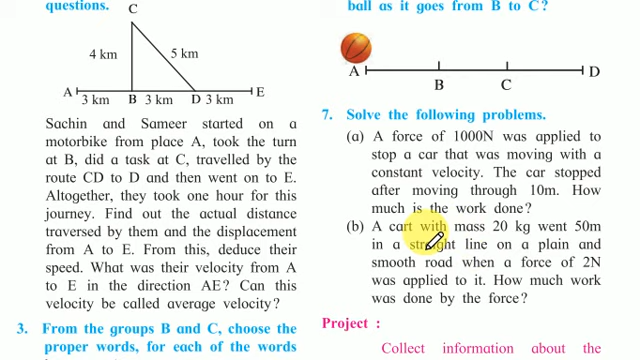 questions.
C
4 km
5 km
A
E
3 km
B
3 km
D
3 km
Sachin and Sameer started on a
motorbike from place A, took the turn
at B, did a task at C, travelled by the
route CD to D and then went on to E.
Altogether, they took one hour for this
journey. Find out the actual distance
traversed by them and the displacement
from A to E. From this, deduce their
speed. What was their velocity from A
to E in the direction AE? Can this
velocity be called average velocity?
3. From the groups B and C, choose the
proper words, for each of the words
ball as it goes from B to C?
A
D
B
C
7. Solve the following problems.
(a) A force of 1000N was applied to
stop a car that was moving with a
constant velocity. The car stopped
after moving through 10m. How
much is the work done?
(b) A cart with mass 20 kg went 50m
in a straight line on a plain and
smooth road when a force of 2N
was applied to it. How much work
was done by the force?
Project :
Collect information about the